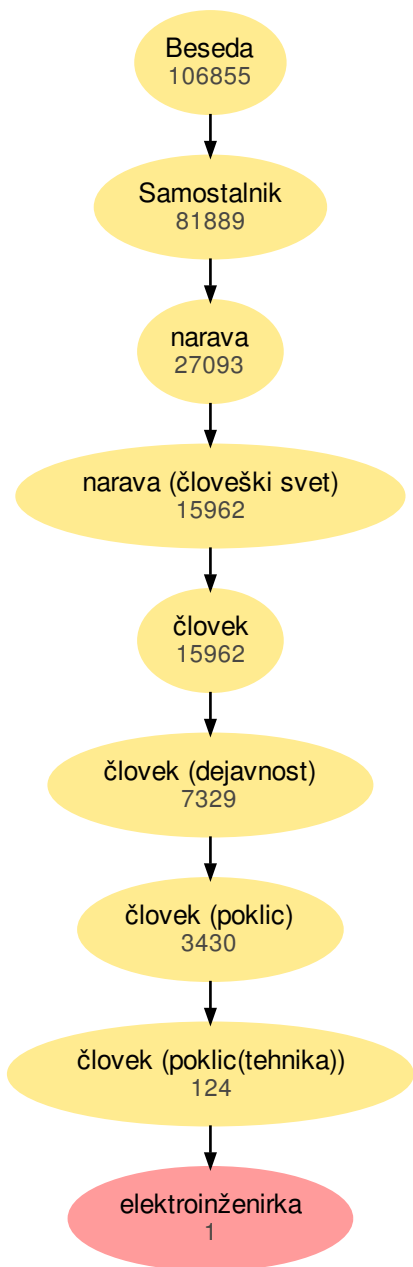 Beseda
106855
Samostalnik
81889
narava
27093
narava (človeški svet)
15962
človek
15962
človek (dejavnost)
7329
človek (poklic)
3430
človek (poklic(tehnika))
124
elektroinženirka
1